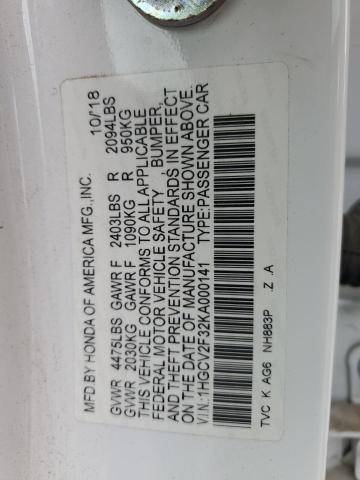 MFD.BY HONDA OF AMERICA MFG.,INC. 10/18
GVWR 4475LBS GAWR F 2403LBS R 2094LBS
GVWR 2030KG GAWR F 1090KG R 950KG
THIS VEHICLE CONFORMS TO ALL APPLICABLE
FEDERAL MOTOR VEHICLE SAFETY , BUMPER,
AND THEFT PREVENTION STANDARDS IN EFFECT
ON THE DATE OF MANUFACTURE SHOWN ABOVE.
V.I.N.:1HGCV2F32KA000141 TYPE:PASSENGER CAR
TVC K AG6 NH883P .Z .A